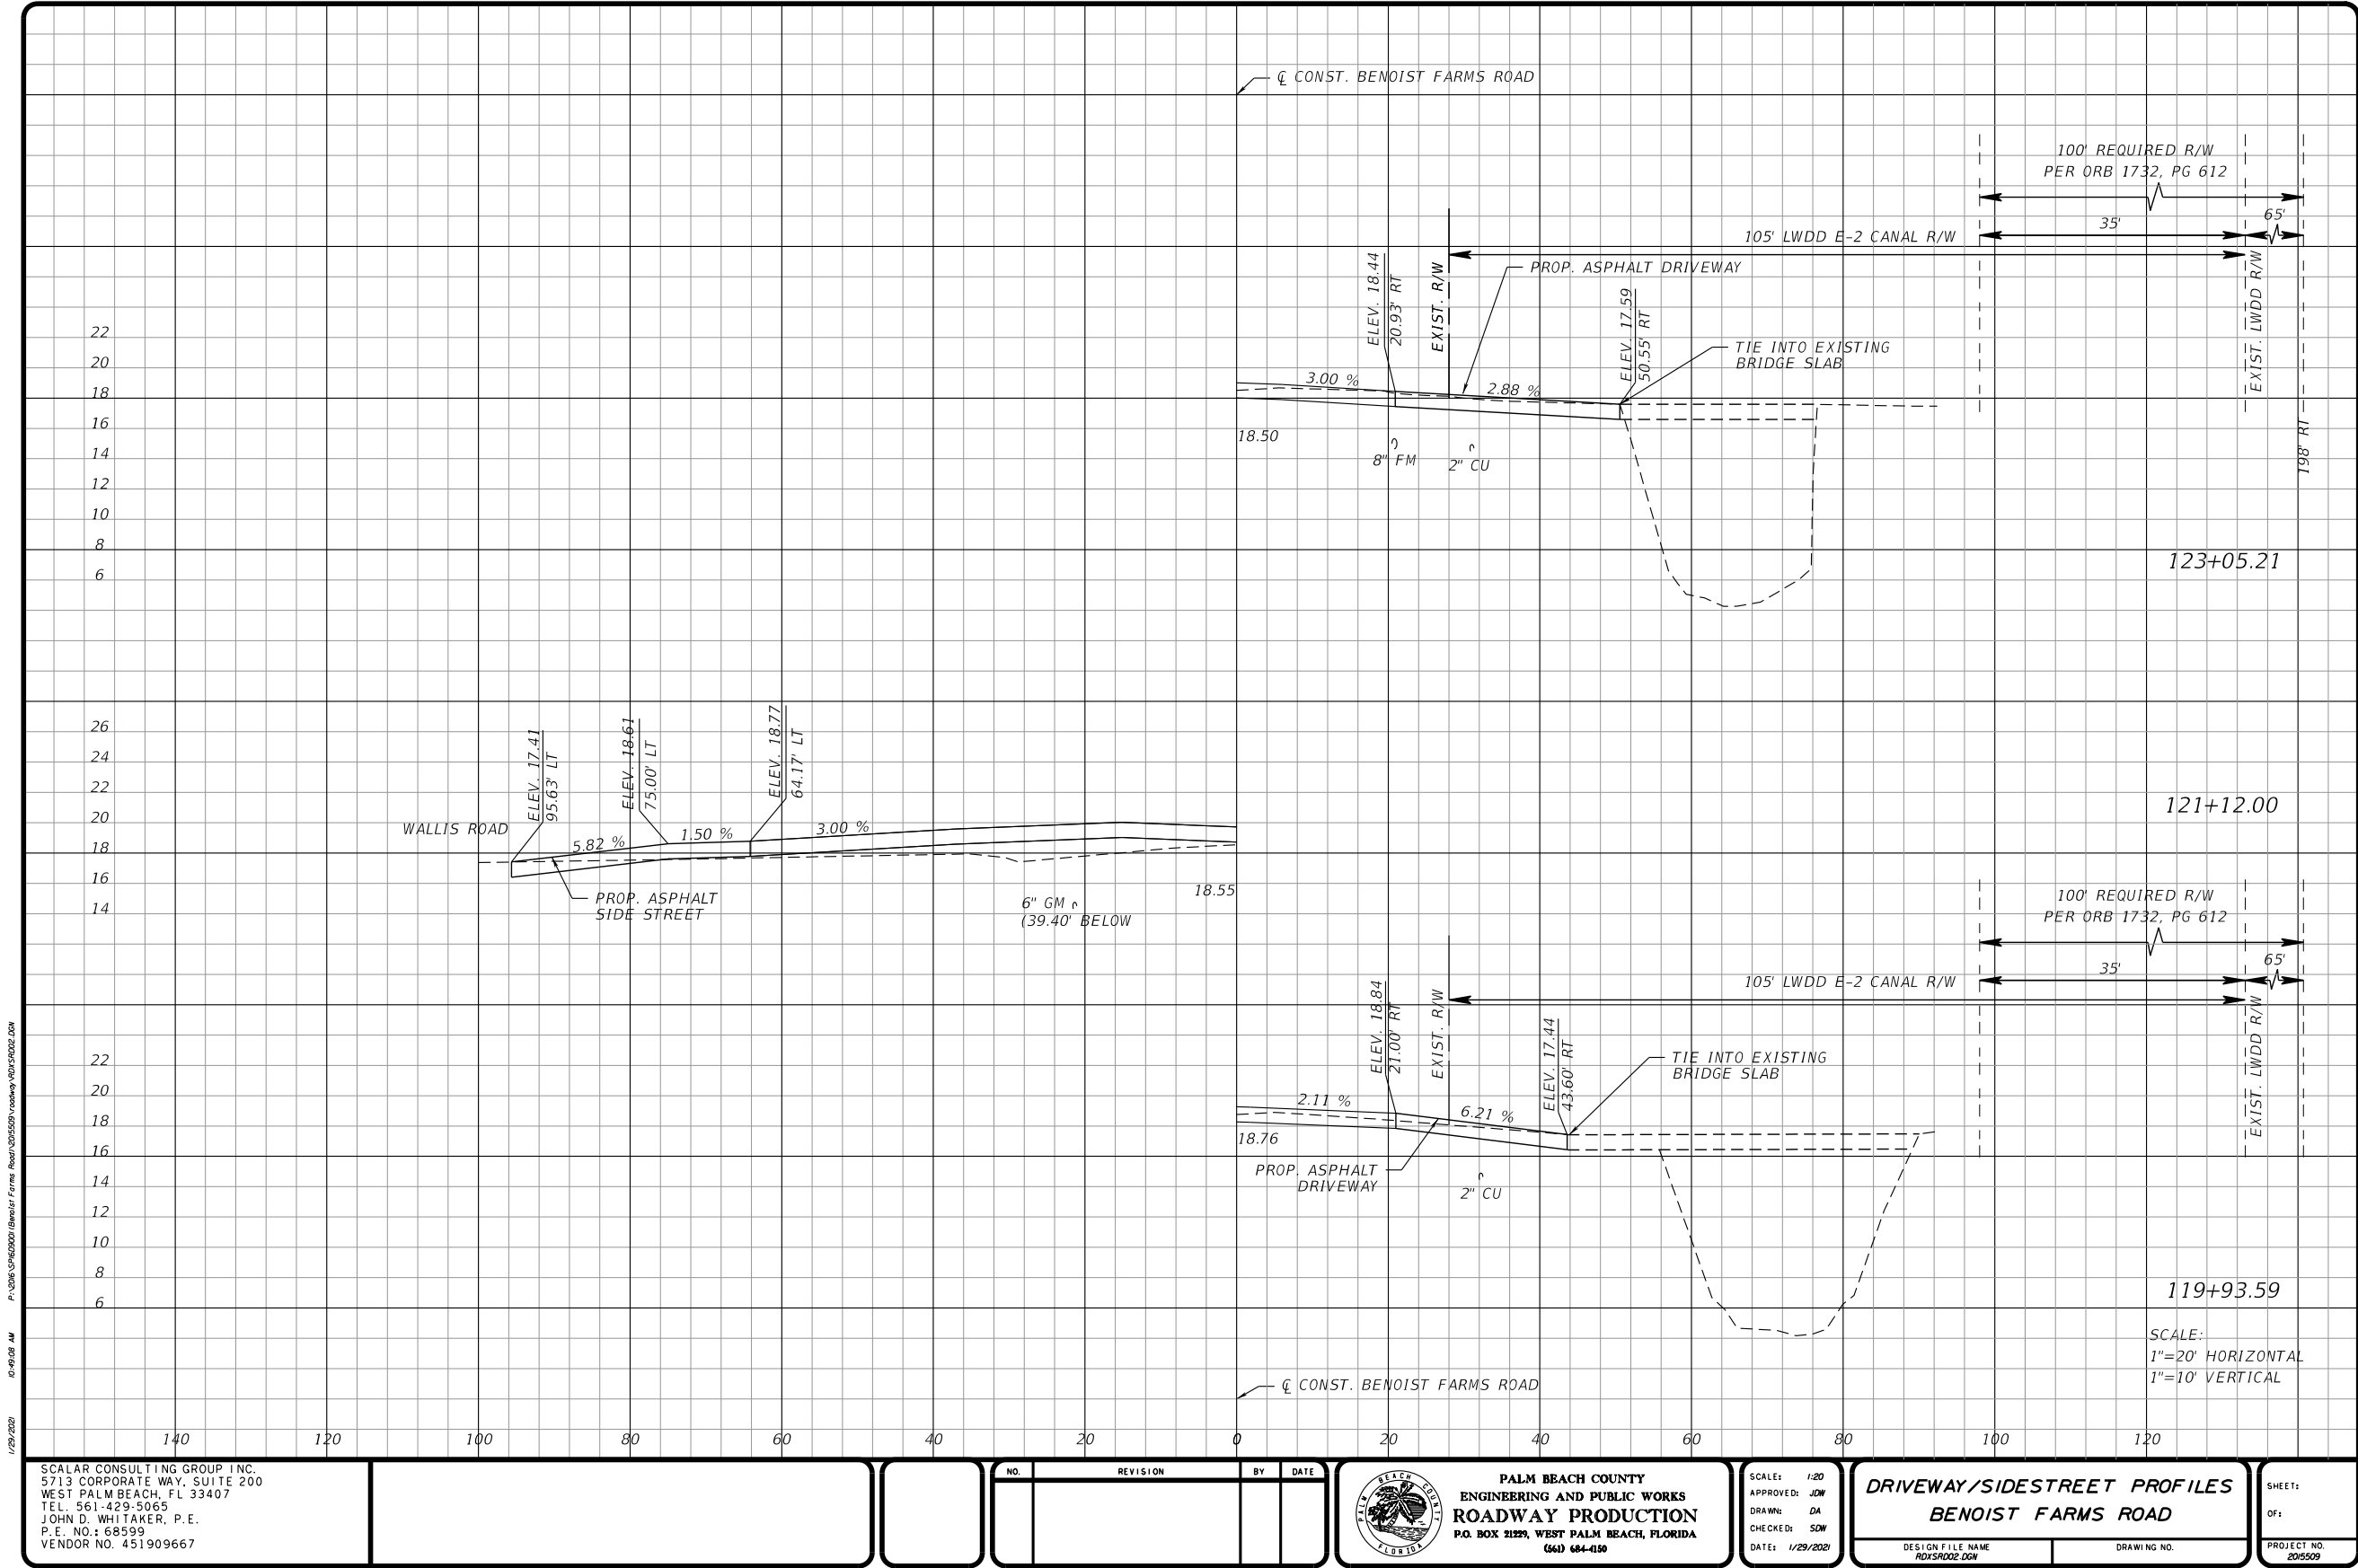 ℄ CONST. BENOIST FARMS ROAD
100' REQUIRED R/W
PER ORB 1732, PG 612
35'
65'
105' LWDD E-2 CANAL R/W
PROP. ASPHALT DRIVEWAY
ELEV. 18.44
20.93' RT
EXIST. R/W
ELEV. 17.59
50.55' RT
TIE INTO EXISTING
BRIDGE SLAB
EXIST. LWDD R/W
198' RT
3.00 %
2.88 %
18.50
8" FM
2" CU
22
20
18
16
14
12
10
8
6
123+05.21
26
24
22
20
18
16
14
121+12.00
ELEV. 17.41
95.63' LT
ELEV. 18.61
75.00' LT
ELEV. 18.77
64.17' LT
WALLIS ROAD
5.82 %
1.50 %
3.00 %
PROP. ASPHALT
SIDE STREET
18.55
6" GM
(39.40' BELOW
100' REQUIRED R/W
PER ORB 1732, PG 612
35'
65'
105' LWDD E-2 CANAL R/W
ELEV. 18.84
21.00' RT
EXIST. R/W
ELEV. 17.44
43.60' RT
TIE INTO EXISTING
BRIDGE SLAB
EXIST. LWDD R/W
2.11 %
6.21 %
18.76
PROP. ASPHALT
DRIVEWAY
2" CU
22
20
18
16
14
12
10
8
6
119+93.59
SCALE:
1"=20' HORIZONTAL
1"=10' VERTICAL
℄ CONST. BENOIST FARMS ROAD
140 120 100 80 60 40 20 0 20 40 60 80 100 120
P:\2016\SP16D9001 (Benoist Farms Road)\2015509\roadway\RDXSRD02.DGN
10:49:08 AM
1/29/2021
SCALAR CONSULTING GROUP INC.
5713 CORPORATE WAY, SUITE 200
WEST PALM BEACH, FL 33407
TEL. 561-429-5065
JOHN D. WHITAKER, P.E.
P.E. NO.: 68599
VENDOR NO. 451909667
NO. REVISION BY DATE
PALM BEACH COUNTY
FLORIDA
PALM BEACH COUNTY
ENGINEERING AND PUBLIC WORKS
ROADWAY PRODUCTION
P.O. BOX 21229, WEST PALM BEACH, FLORIDA
(561) 684-4150
SCALE: 1:20
APPROVED: JDW
DRAWN: DA
CHECKED: SDW
DATE: 1/29/2021
DRIVEWAY/SIDESTREET PROFILES
BENOIST FARMS ROAD
DESIGN FILE NAME
RDXSRD02.DGN
DRAWING NO.
SHEET:
OF:
PROJECT NO.
2015509